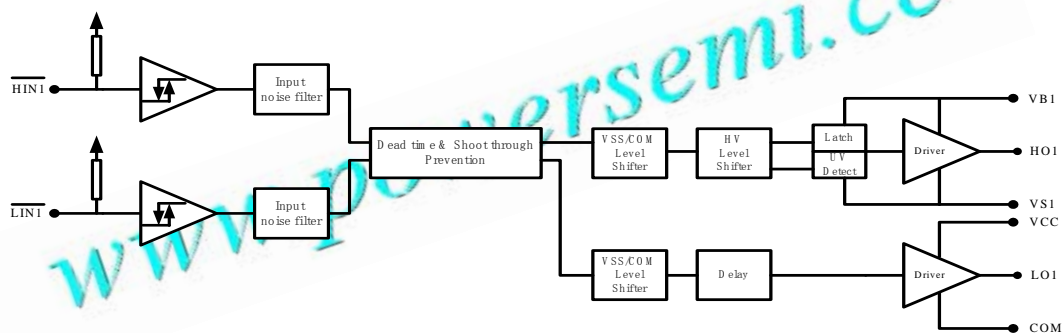 www.powersemi.co
HIN1
Input
noise filter
Dead time & Shoot through
Prevention
VSS/COM
Level
Shifter
HV
Level
Shifter
Latch
UV
Detect
Driver
VB1
HO1
VS1
LIN1
Input
noise filter
VSS/COM
Level
Shifter
Delay
Driver
VCC
LO1
COM